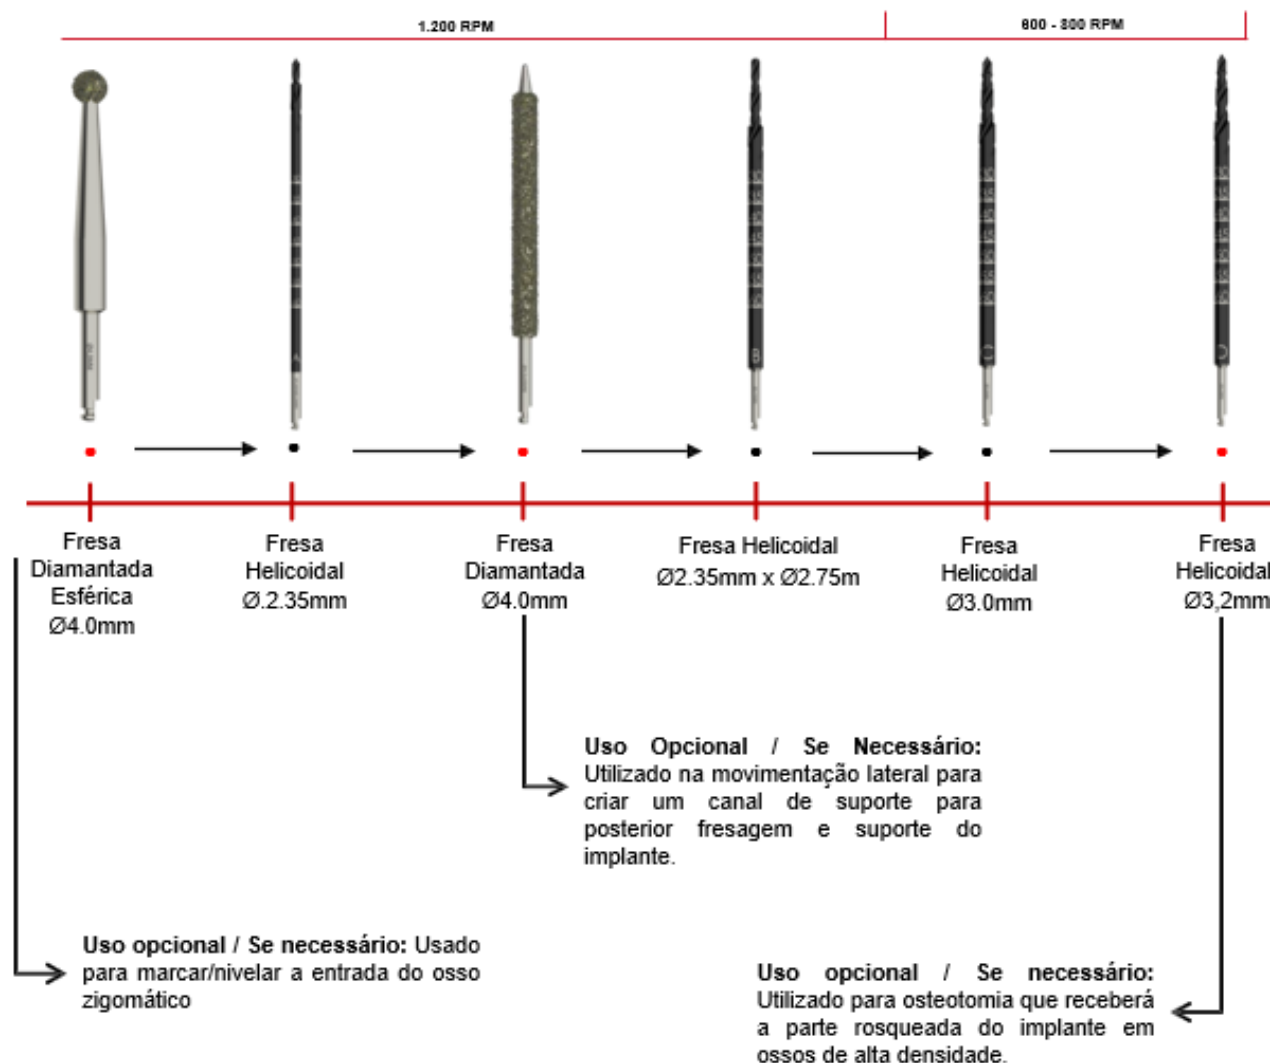 1.200 RPM
600 - 800 RPM
Fresa
Diamantada
Esférica
Ø4.0mm
Fresa
Helicoidal
Ø.2.35mm
Fresa
Diamantada
Ø4.0mm
Fresa Helicoidal
Ø2.35mm x Ø2.75m
Fresa
Helicoidal
Ø3.0mm
Fresa
Helicoidal
Ø3,2mm
Uso Opcional / Se Necessário:
Utilizado na movimentação lateral para
criar um canal de suporte para
posterior fresagem e suporte do
implante.
Uso opcional / Se necessário: Usado
para marcar/nivelar a entrada do osso
zigomático
Uso opcional / Se necessário:
Utilizado para osteotomia que receberá
a parte rosqueada do implante em
ossos de alta densidade.